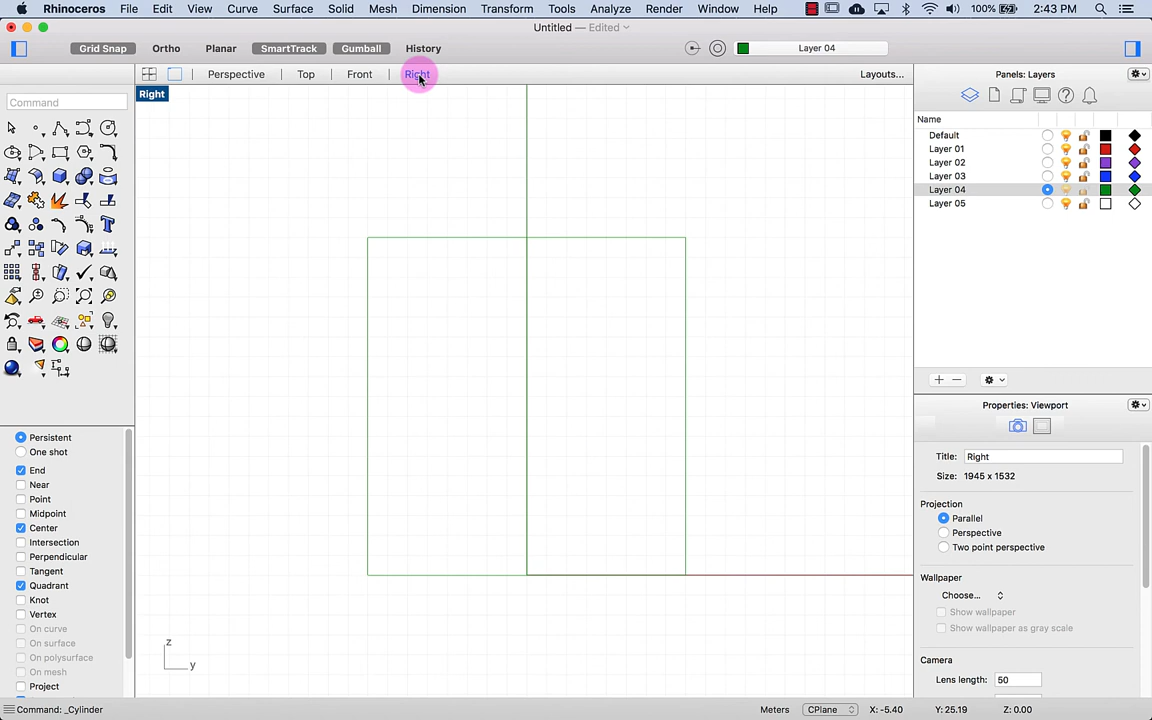 Rhinoceros File Edit View Curve Surface Solid Mesh Dimension Transform Tools Analyze Render Window Help 100% Sun 2:43 PM
Untitled — Edited
Grid Snap Ortho Planar SmartTrack Gumball History Layer 04
Perspective Top Front Right Layouts... Panels: Layers
Right
Command
Name
Default
Layer 01
Layer 02
Layer 03
Layer 04
Layer 05
Properties: Viewport
Title: Right
Size: 1945 x 1532
Projection
Parallel
Perspective
Two point perspective
Wallpaper
Choose...
Show wallpaper
Show wallpaper as gray scale
Camera
Lens length: 50
Persistent
One shot
End
Near
Point
Midpoint
Center
Intersection
Perpendicular
Tangent
Quadrant
Knot
Vertex
On curve
On surface
On polysurface
On mesh
Project
z
y
Command: _Cylinder Meters CPlane X: -5.40 Y: 25.19 Z: 0.00